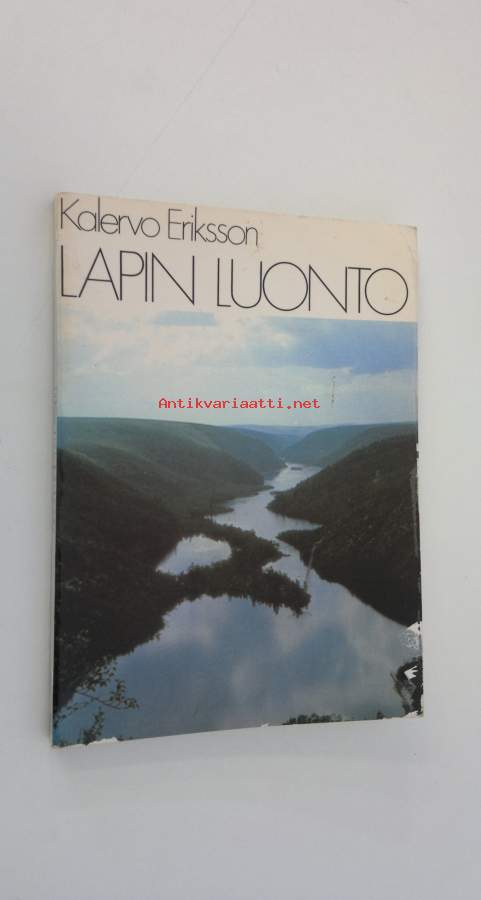 Kalervo Eriksson
LAPIN LUONTO
Antikvariaatti.net